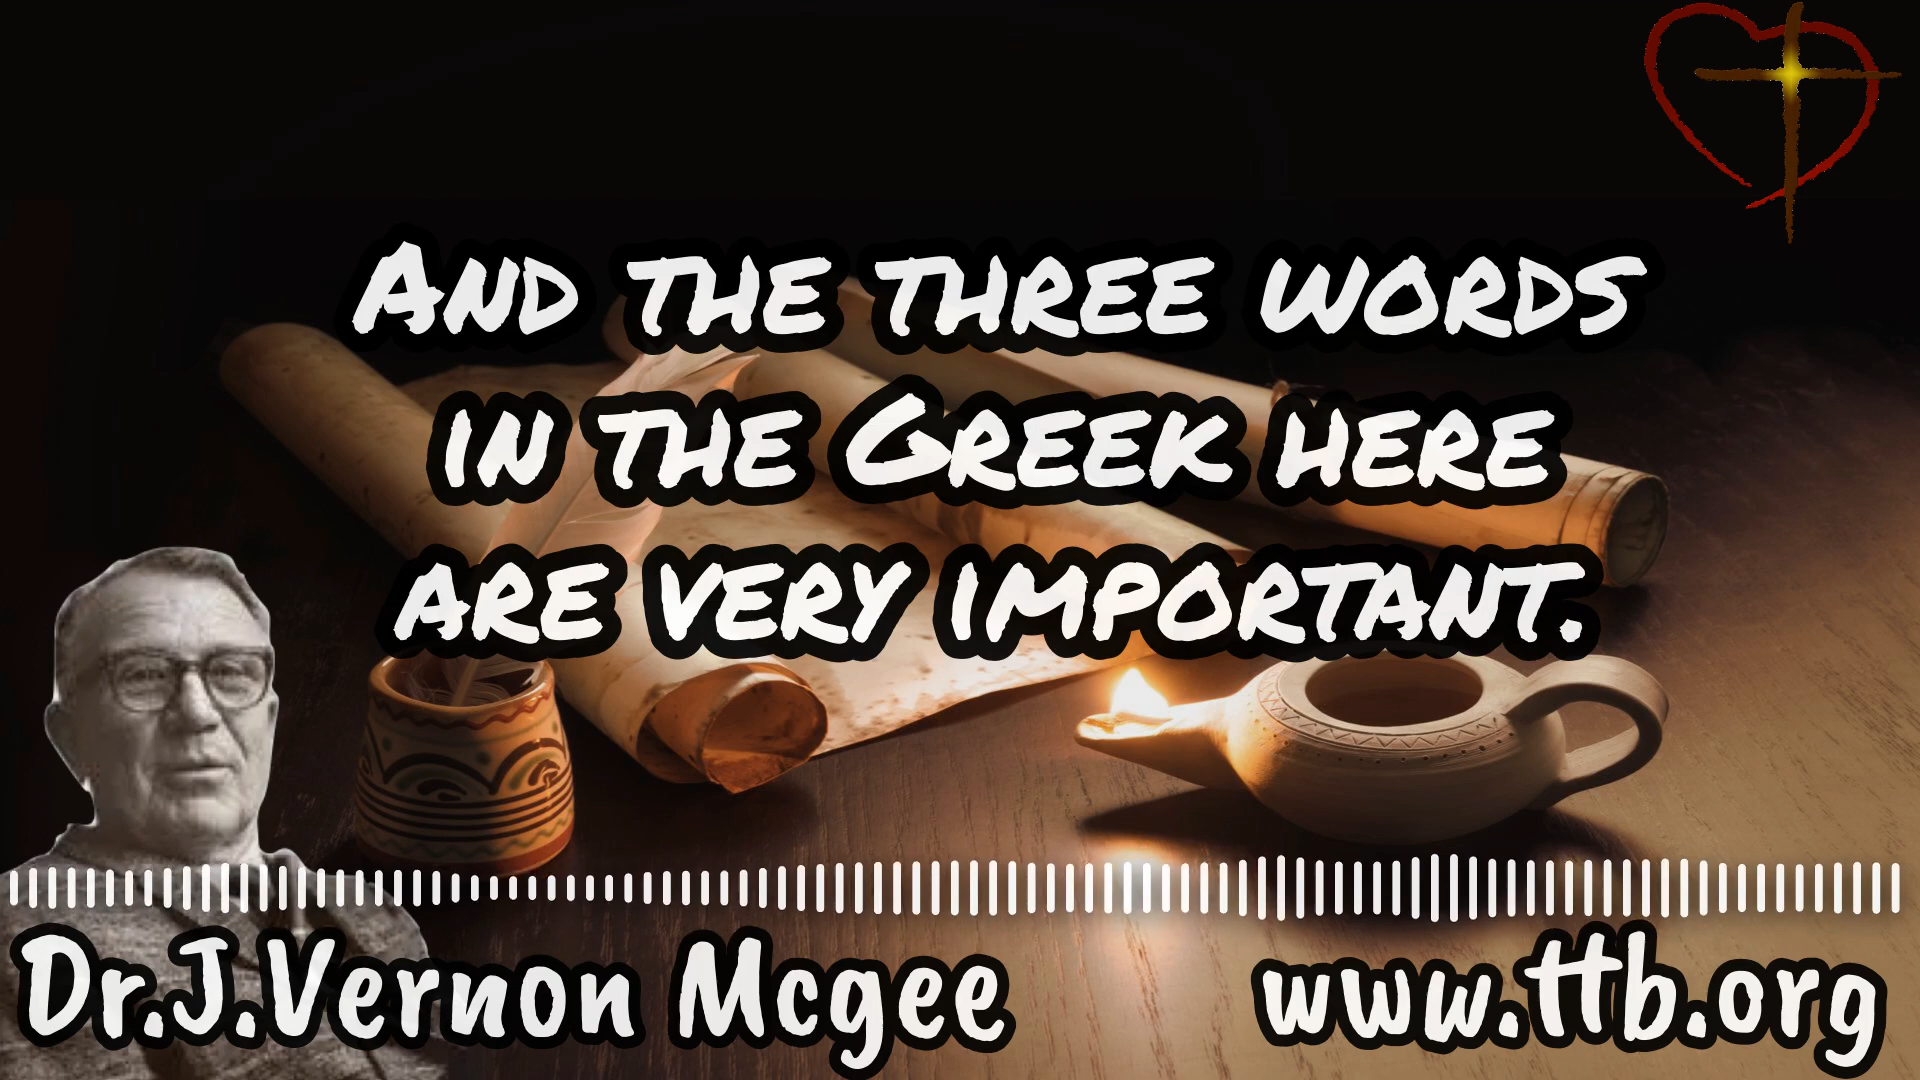 And the three words
in the Greek here
are very important.
Dr.J.Vernon Mcgee
www.ttb.org